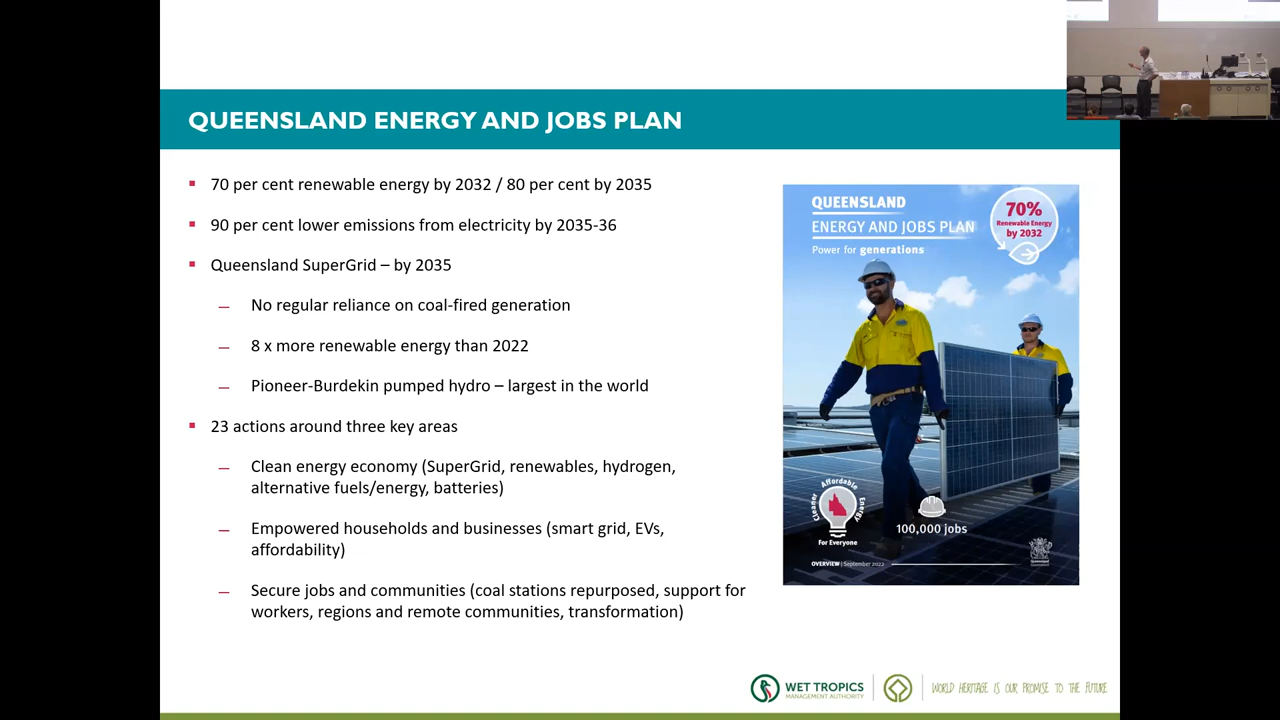 QUEENSLAND ENERGY AND JOBS PLAN
70 per cent renewable energy by 2032 / 80 per cent by 2035
90 per cent lower emissions from electricity by 2035-36
Queensland SuperGrid – by 2035
No regular reliance on coal-fired generation
8 x more renewable energy than 2022
Pioneer-Burdekin pumped hydro – largest in the world
23 actions around three key areas
Clean energy economy (SuperGrid, renewables, hydrogen,
alternative fuels/energy, batteries)
Empowered households and businesses (smart grid, EVs,
affordability)
Secure jobs and communities (coal stations repurposed, support for
workers, regions and remote communities, transformation)
QUEENSLAND
ENERGY AND JOBS PLAN
Power for generations
70%
Renewable Energy
by 2032
Cleaner Affordable Energy
For Everyone
100,000 jobs
OVERVIEW | September 2022
Queensland
Government
WET TROPICS
MANAGEMENT AUTHORITY
WORLD HERITAGE IS OUR PROMISE TO THE FUTURE